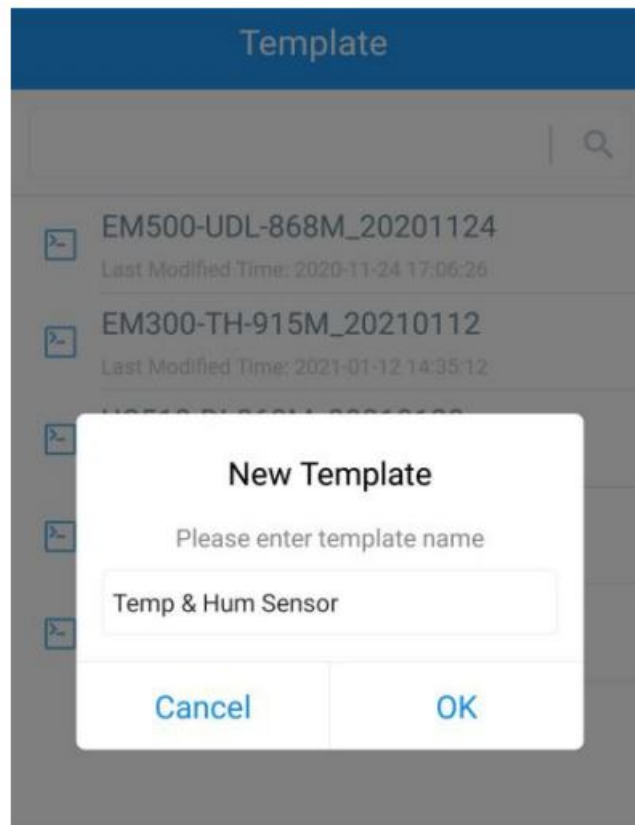 Template
EM500-UDL-868M_20201124
Last Modified Time: 2020-11-24 17:06:26
EM300-TH-915M_20210112
Last Modified Time: 2021-01-12 14:35:12
New Template
Please enter template name
Temp & Hum Sensor
Cancel
OK